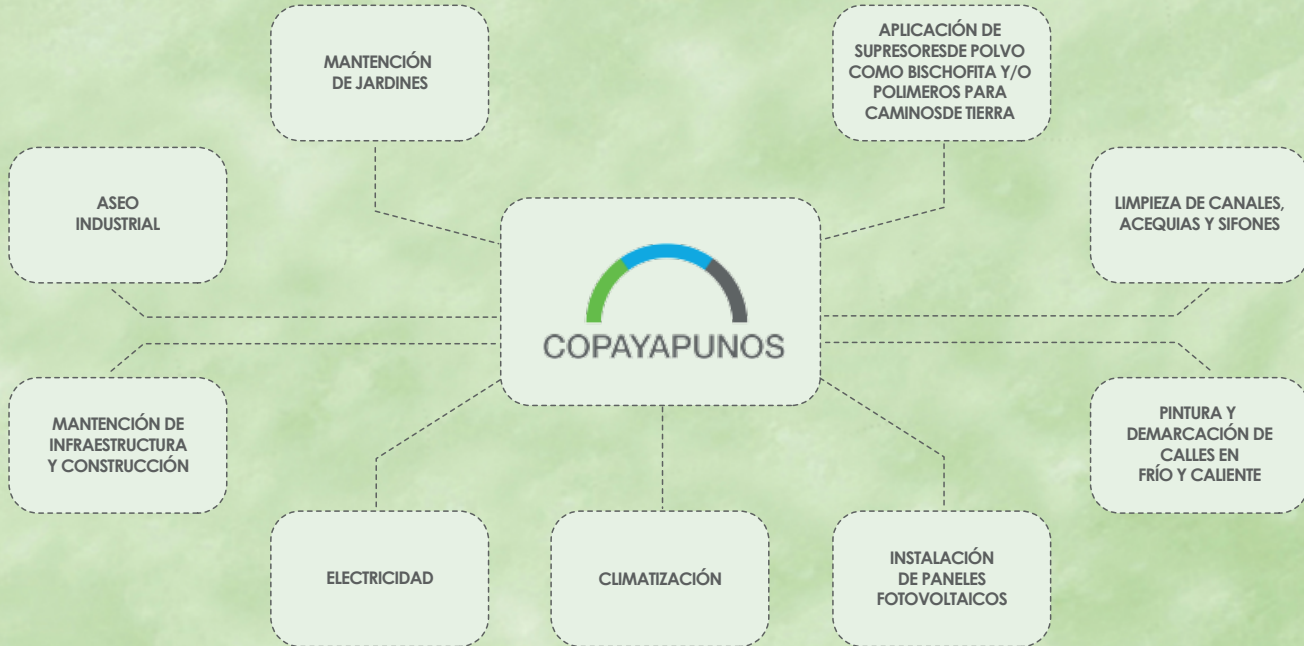 MANTENCIÓN
DE JARDINES
APLICACIÓN DE
SUPRESORESDE POLVO
COMO BISCHOFITA Y/O
POLIMEROS PARA
CAMINOSDE TIERRA
ASEO
INDUSTRIAL
LIMPIEZA DE CANALES,
ACEQUIAS Y SIFONES
COPAYAPUNOS
MANTENCIÓN DE
INFRAESTRUCTURA
Y CONSTRUCCIÓN
PINTURA Y
DEMARCACIÓN DE
CALLES EN
FRÍO Y CALIENTE
ELECTRICIDAD
CLIMATIZACIÓN
INSTALACIÓN
DE PANELES
FOTOVOLTAICOS